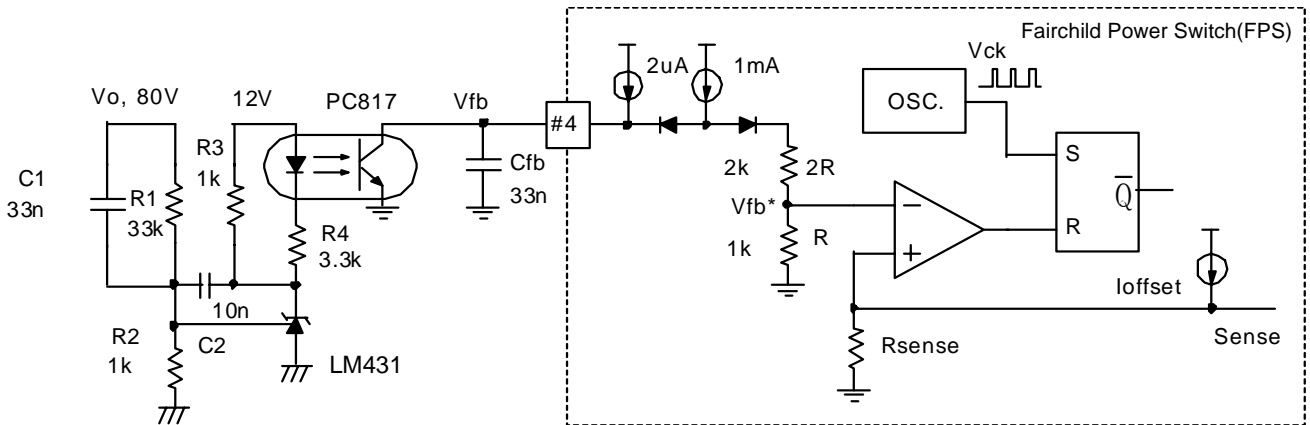 Fairchild Power Switch(FPS)
Vck
2uA
1mA
Vo, 80V
12V
PC817
Vfb
#4
OSC.
R3
1k
Cfb
33n
2k
2R
S
C1
33n
R1
33k
Vfb*
−
Q
R4
3.3k
1k
R
+
R
Ioffset
10n
R2
1k
C2
LM431
Rsense
Sense